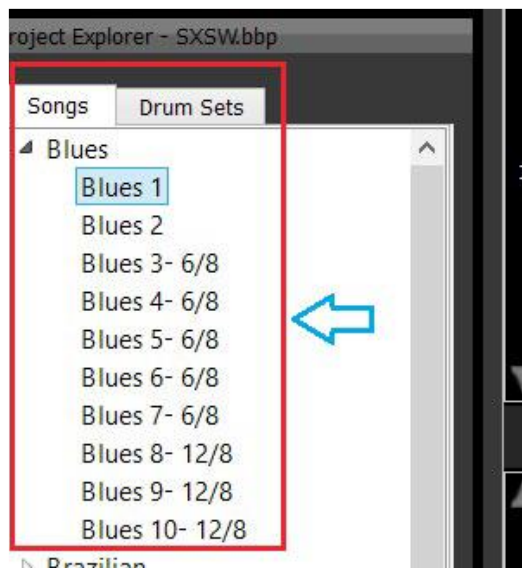 roject Explorer - SXSW.bbp
Songs Drum Sets
Blues
Blues 1
Blues 2
Blues 3- 6/8
Blues 4- 6/8
Blues 5- 6/8
Blues 6- 6/8
Blues 7- 6/8
Blues 8- 12/8
Blues 9- 12/8
Blues 10- 12/8
Brazilian